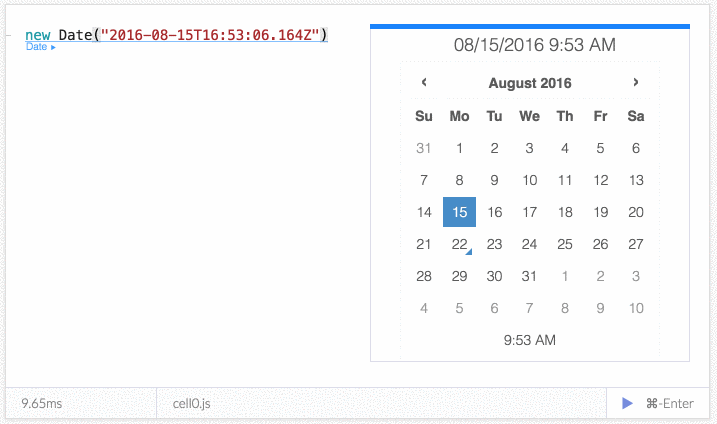 new Date("2016-08-15T16:53:06.164Z")
Date ▸
08/15/2016 9:53 AM
‹ August 2016 ›
Su Mo Tu We Th Fr Sa
31 1 2 3 4 5 6
7 8 9 10 11 12 13
14 15 16 17 18 19 20
21 22 23 24 25 26 27
28 29 30 31 1 2 3
4 5 6 7 8 9 10
9:53 AM
9.65ms cell0.js ⌘-Enter